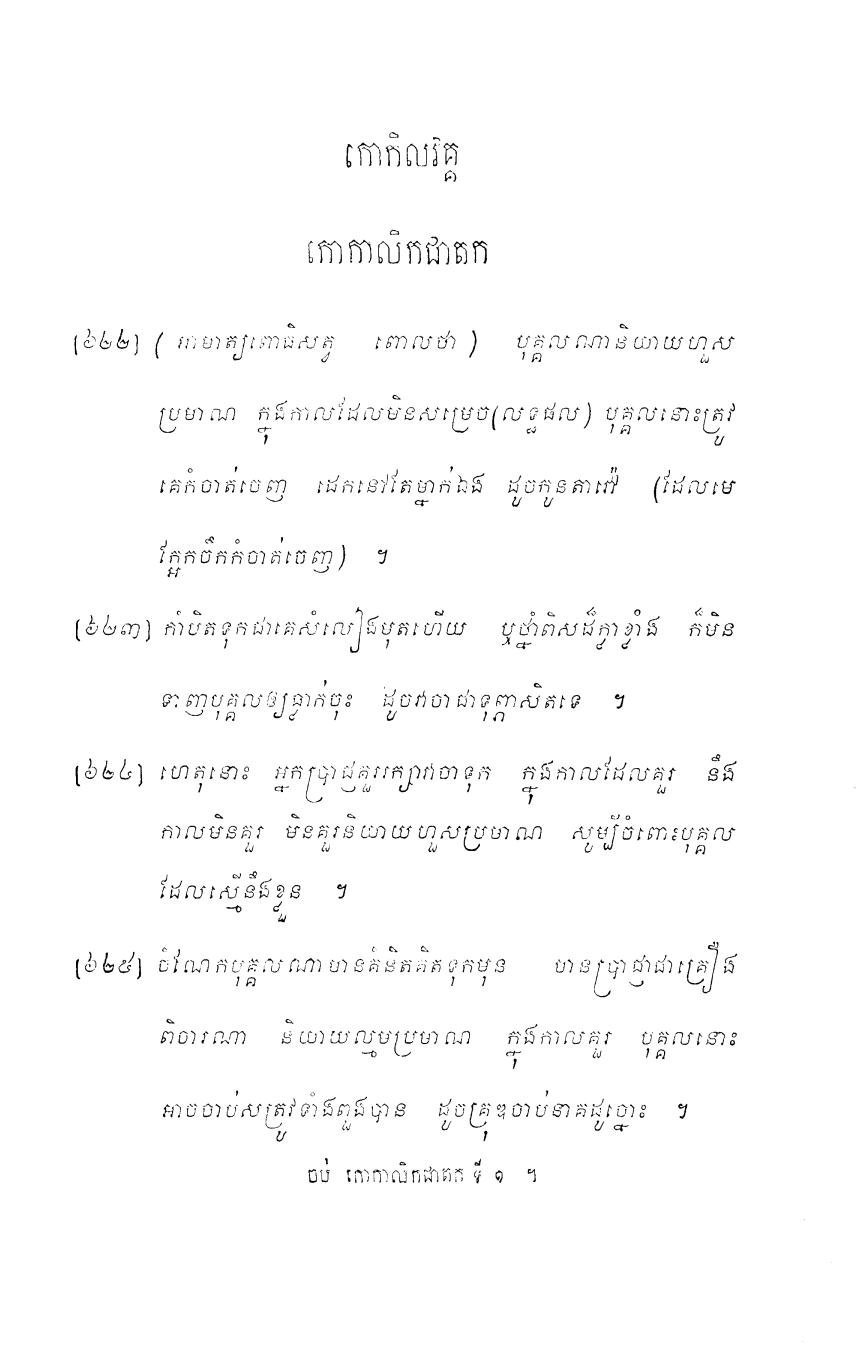 កោកិលវគ្គ
កោកាលិកជាតក
[៦២២] ( អាមាត្យពោធិសត្វ ពោលថា ) បុគ្គលណានិយាយហួស
ប្រមាណ ក្នុងកាលដែលមិនសម្រេច(លទ្ធផល) បុគ្គលនោះត្រូវ
គេកំចាត់ចេញ ដេកនៅតែម្នាក់ឯង ដូចកូនតាវ៉ៅ (ដែលមេ
ក្អែកចឹកកំចាត់ចេញ) ។
[៦២៣] កាំបិតទុកជាគេសំលៀងមុតហើយ ឬថ្នាំពិសដ៏ក្លាខ្លាំង ក៏មិន
ទាញបុគ្គលឲ្យធ្លាក់ចុះ ដូចវាចាជាទុព្ភាសិតទេ ។
[៦២៤] ហេតុនោះ អ្នកប្រាជ្ញគួររក្សាវាចាទុក ក្នុងកាលដែលគួរ នឹង
កាលមិនគួរ មិនគួរនិយាយហួសប្រមាណ សូម្បីចំពោះបុគ្គល
ដែលស្មើនឹងខ្លួន ។
[៦២៥] ចំណែកបុគ្គលណាមានគំនិតគិតទុកមុន មានប្រាជ្ញាជាគ្រឿង
ពិចារណា និយាយល្មមប្រមាណ ក្នុងកាលគួរ បុគ្គលនោះ
អាចចាប់សត្រូវទាំងពួងបាន ដូចគ្រុឌចាប់នាគដូច្នោះ ។
ចប់ កោកាលិកជាតក ទី ១ ។